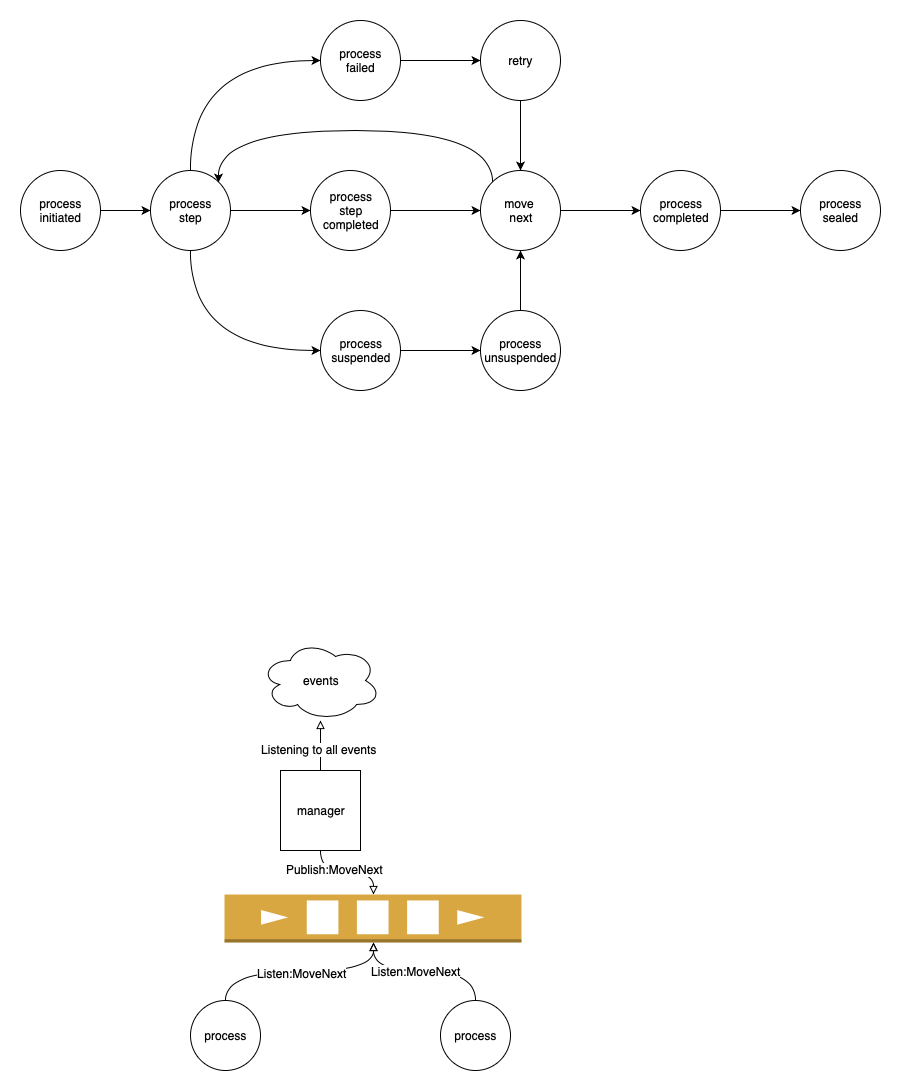 process
failed
retry
process
initiated
process
step
process
step
completed
move
next
process
completed
process
sealed
process
suspended
process
unsuspended
events
Listening to all events
manager
Publish:MoveNext
Listen:MoveNext
Listen:MoveNext
process
process